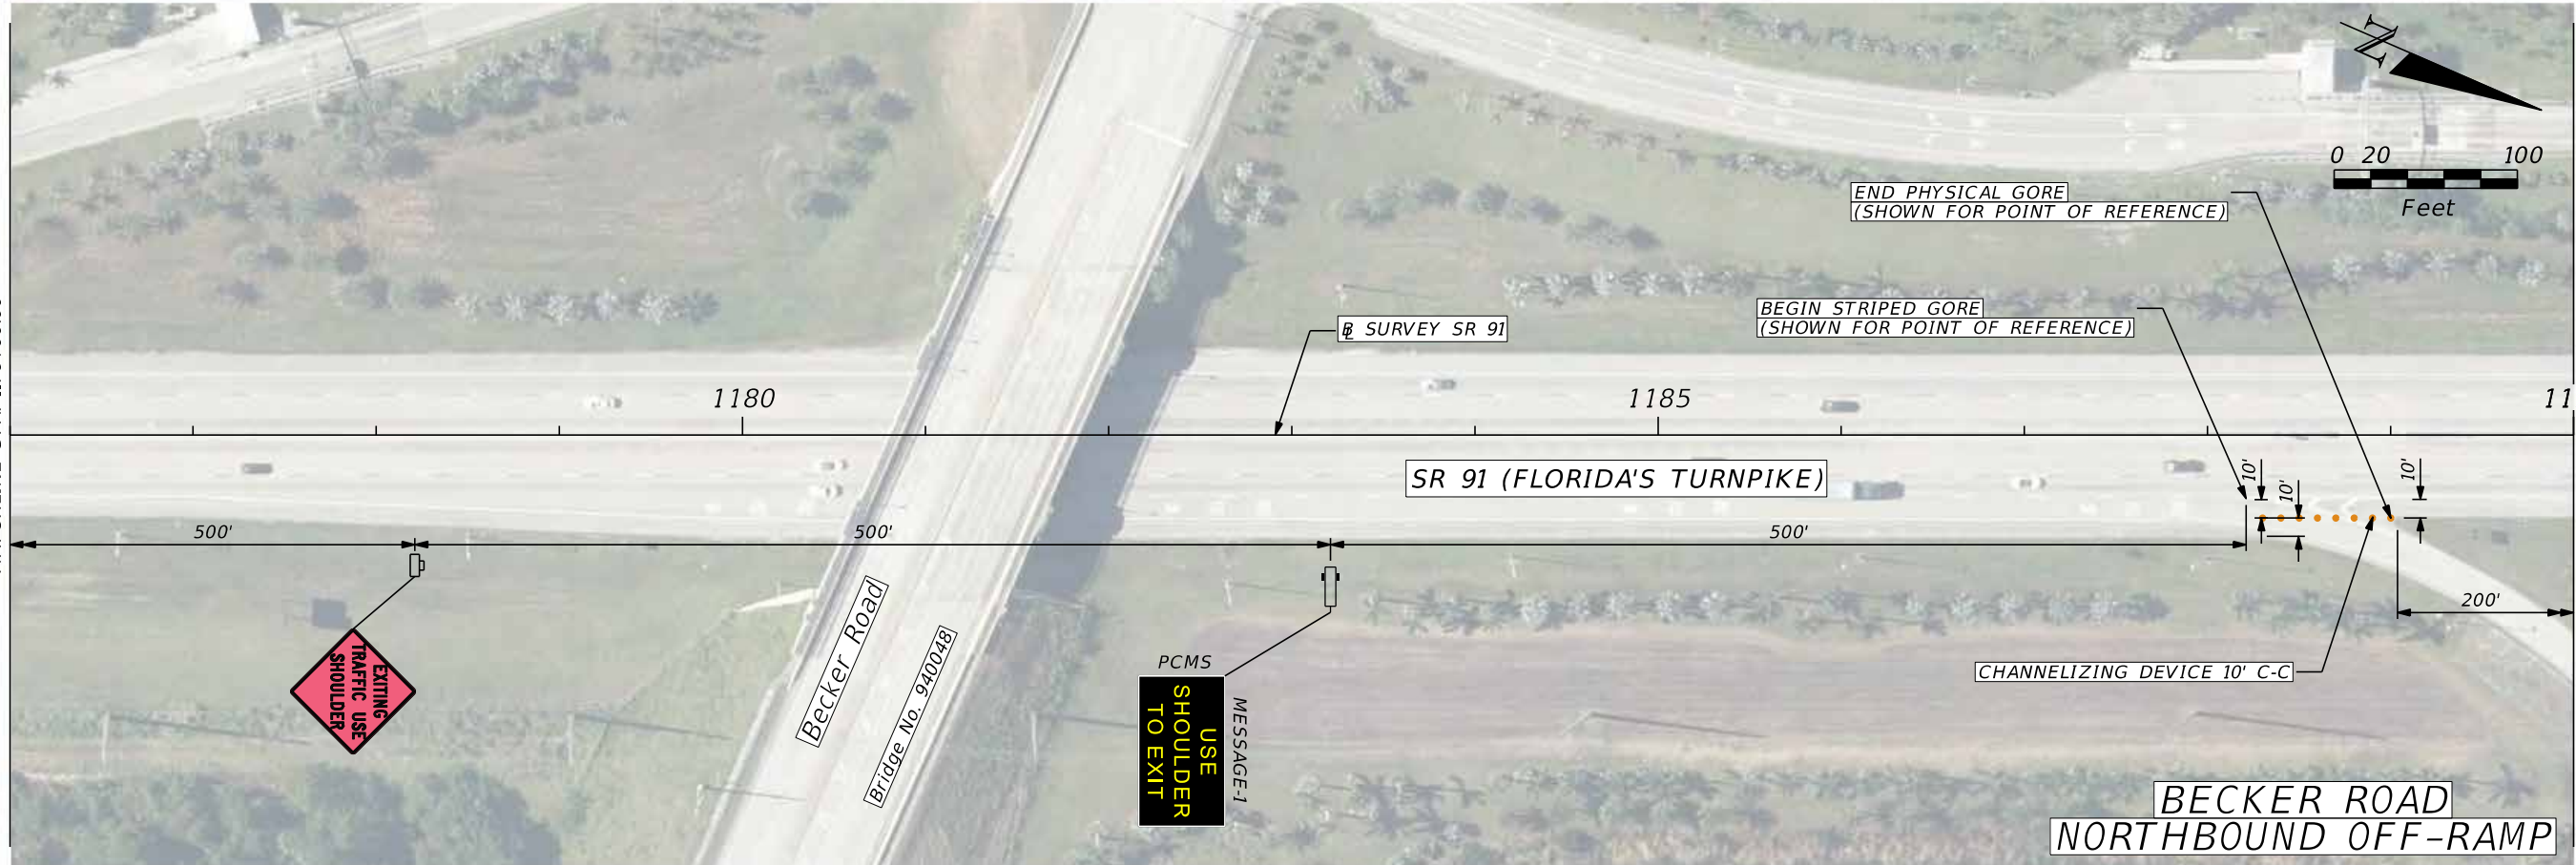 N
0 20 100
Feet
END PHYSICAL GORE
(SHOWN FOR POINT OF REFERENCE)
BEGIN STRIPED GORE
(SHOWN FOR POINT OF REFERENCE)
BL SURVEY SR 91
1180
1185
11
SR 91 (FLORIDA'S TURNPIKE)
10'
10'
10'
500'
500'
500'
200'
Becker Road
Bridge No. 940048
EXITING
TRAFFIC USE
SHOULDER
PCMS
USE
SHOULDER
TO EXIT
MESSAGE-1
CHANNELIZING DEVICE 10' C-C
BECKER ROAD
NORTHBOUND OFF-RAMP